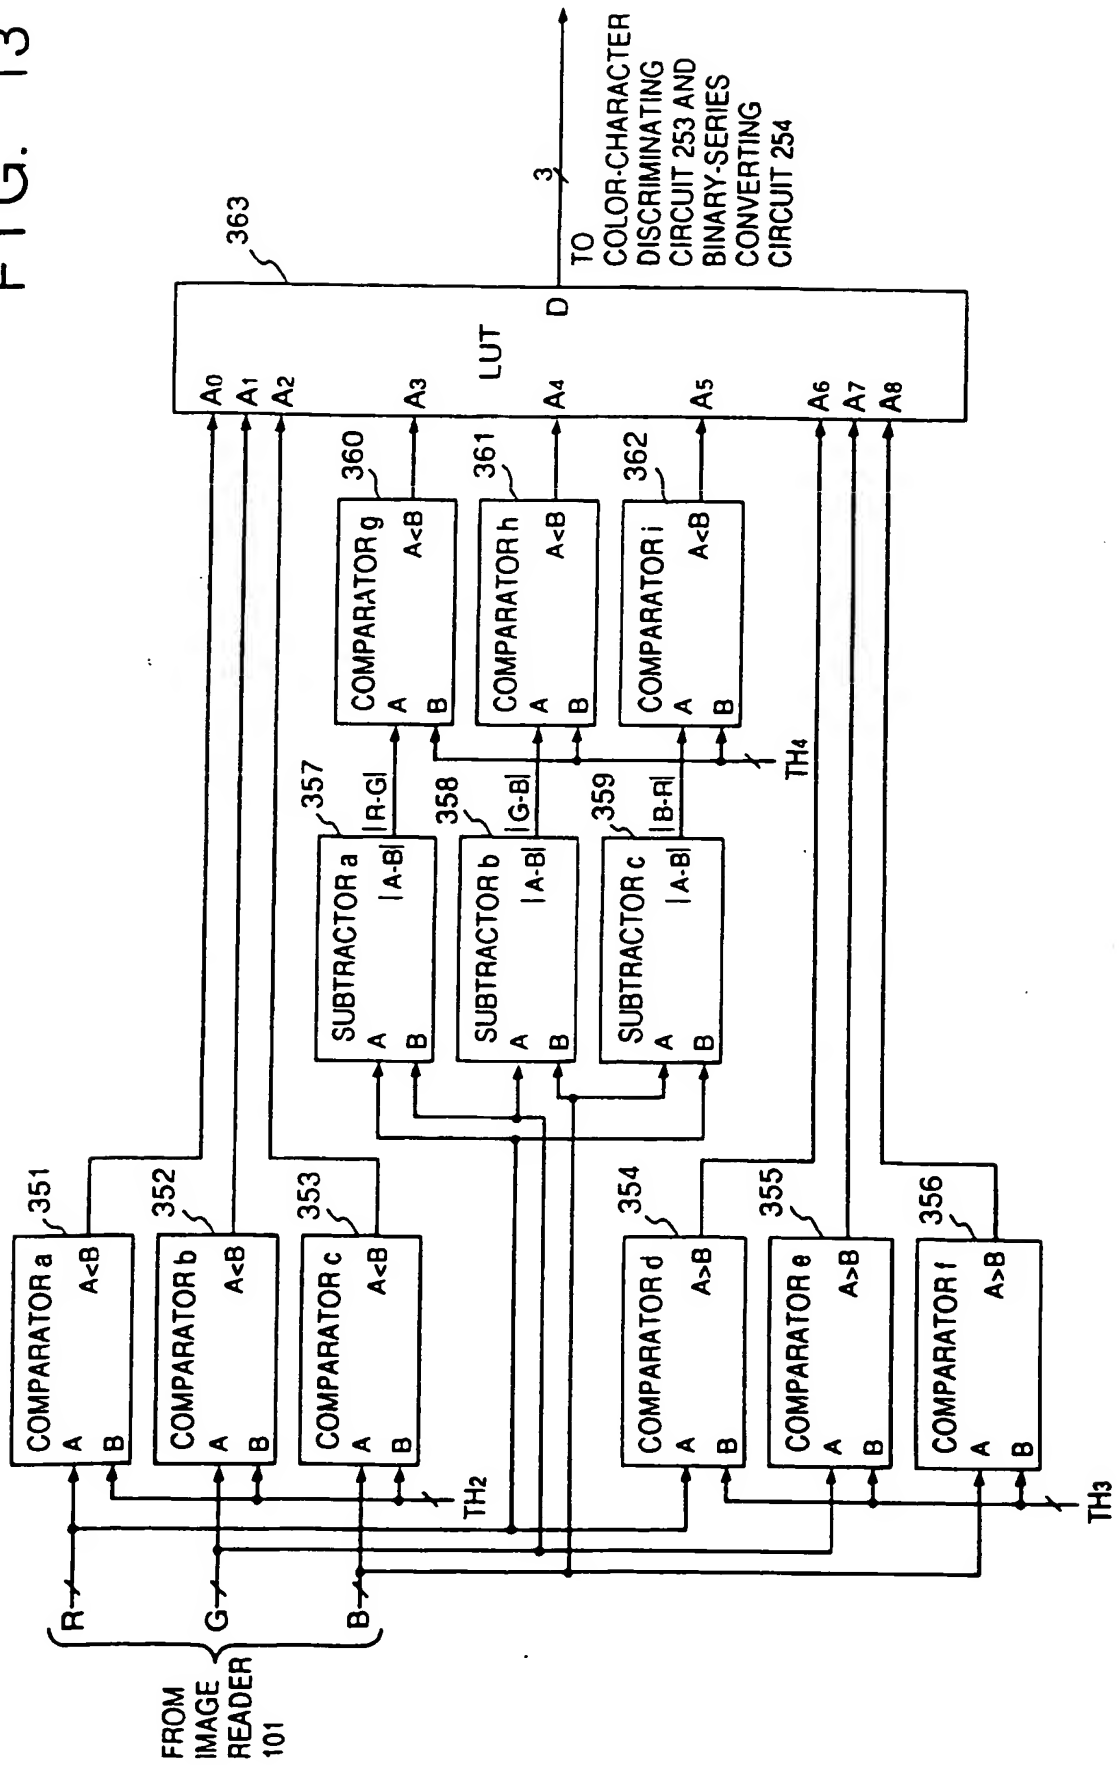 FIG. 13
FROM
IMAGE
READER
101
R
G
B
TH2
TH3
COMPARATOR a
A
B
A<B
351
COMPARATOR b
A
B
A<B
352
COMPARATOR c
A
B
A<B
353
COMPARATOR d
A
B
A>B
354
COMPARATOR e
A
B
A>B
355
COMPARATOR f
A
B
A>B
356
SUBTRACTOR a
A
B
|A-B|
357
|R-G|
SUBTRACTOR b
A
B
|A-B|
358
|G-B|
SUBTRACTOR c
A
B
|A-B|
359
|B-R|
TH4
COMPARATOR g
A
B
A<B
360
COMPARATOR h
A
B
A<B
361
COMPARATOR i
A
B
A<B
362
A0
A1
A2
A3
A4
A5
A6
A7
A8
LUT
D
363
3
TO
COLOR-CHARACTER
DISCRIMINATING
CIRCUIT 253 AND
BINARY-SERIES
CONVERTING
CIRCUIT 254